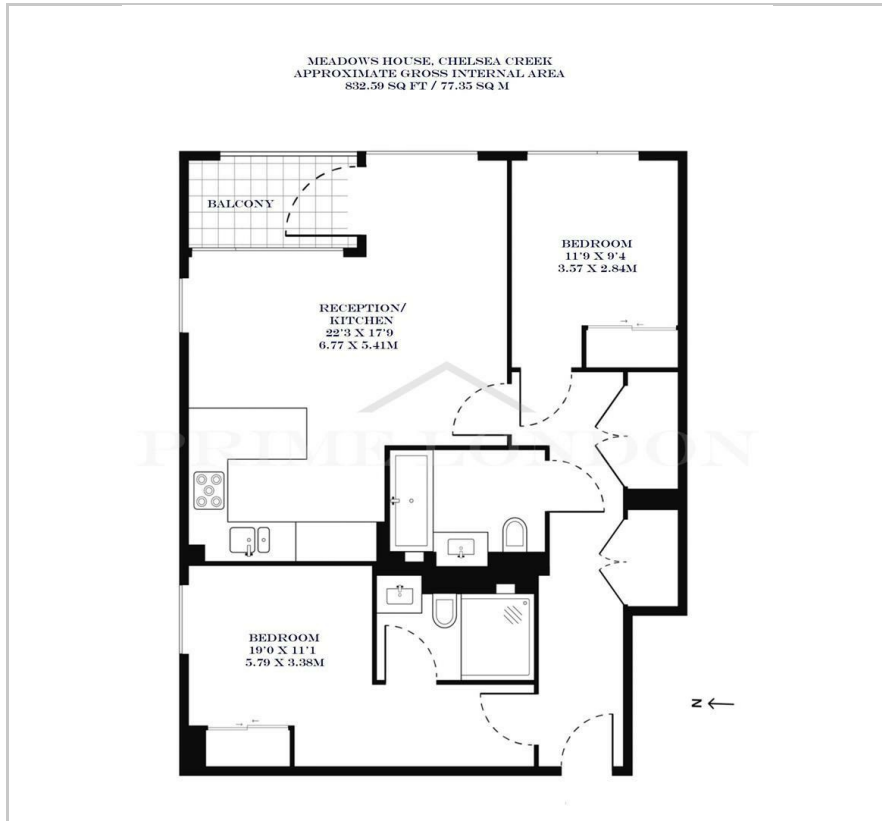 MEADOWS HOUSE, CHELSEA CREEK
APPROXIMATE GROSS INTERNAL AREA
832.59 SQ FT / 77.35 SQ M
BALCONY
BEDROOM
11'9 X 9'4
3.57 X 2.84M
RECEPTION/
KITCHEN
22'3 X 17'9
6.77 X 5.41M
PRIME LONDON
BEDROOM
19'0 X 11'1
5.79 X 3.38M
N